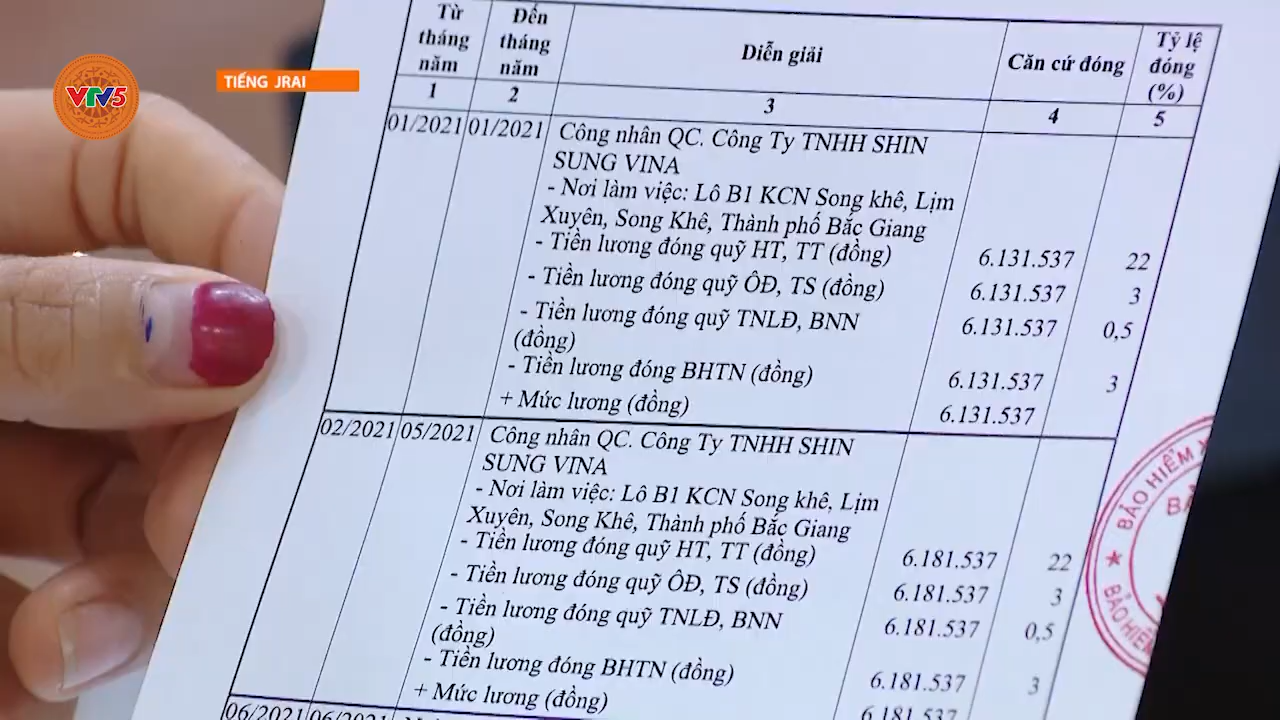 VTV5
TIẾNG JRAI
Từ tháng năm
Đến tháng năm
Diễn giải
Căn cứ đóng
Tỷ lệ đóng (%)
1 2 3 4 5
01/2021 01/2021 Công nhân QC. Công Ty TNHH SHIN
SUNG VINA
- Nơi làm việc: Lô B1 KCN Song khê, Lịm
Xuyên, Song Khê, Thành phố Bắc Giang
- Tiền lương đóng quỹ HT, TT (đồng) 6.131.537 22
- Tiền lương đóng quỹ ÔĐ, TS (đồng) 6.131.537 3
- Tiền lương đóng quỹ TNLĐ, BNN 6.131.537 0,5
(đồng)
- Tiền lương đóng BHTN (đồng) 6.131.537 3
+ Mức lương (đồng) 6.131.537
02/2021 05/2021 Công nhân QC. Công Ty TNHH SHIN
SUNG VINA
- Nơi làm việc: Lô B1 KCN Song khê, Lịm
Xuyên, Song Khê, Thành phố Bắc Giang
- Tiền lương đóng quỹ HT, TT (đồng) 6.181.537 22
- Tiền lương đóng quỹ ÔĐ, TS (đồng) 6.181.537 3
- Tiền lương đóng quỹ TNLĐ, BNN 6.181.537 0,5
(đồng)
- Tiền lương đóng BHTN (đồng) 6.181.537 3
+ Mức lương (đồng) 6.181.537
06/2021 06/2021
BẢO HIỂM
BẢO HIỂM